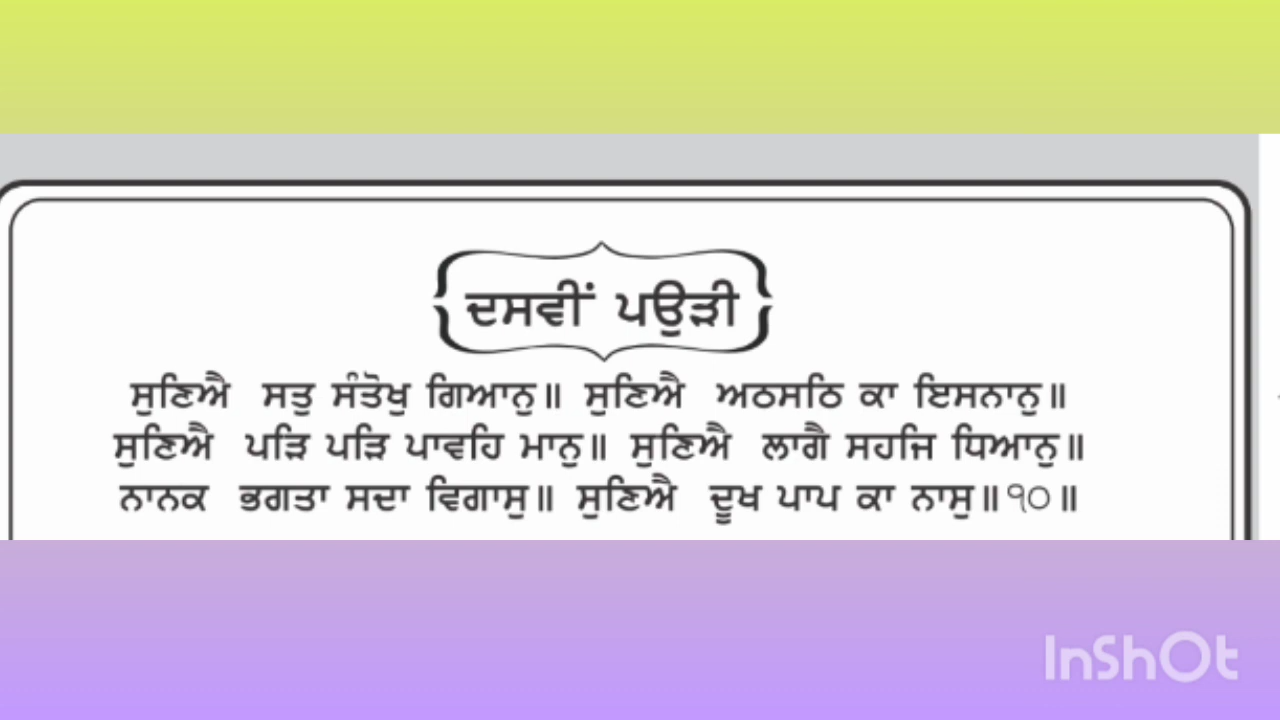 ਦਸਵੀਂ ਪਉੜੀ
ਸੁਣਿਐ ਸਤੁ ਸੰਤੋਖੁ ਗਿਆਨੁ॥ ਸੁਣਿਐ ਅਠਸਠਿ ਕਾ ਇਸਨਾਨੁ॥
ਸੁਣਿਐ ਪੜਿ ਪੜਿ ਪਾਵਹਿ ਮਾਨੁ॥ ਸੁਣਿਐ ਲਾਗੈ ਸਹਜਿ ਧਿਆਨੁ॥
ਨਾਨਕ ਭਗਤਾ ਸਦਾ ਵਿਗਾਸੁ॥ ਸੁਣਿਐ ਦੂਖ ਪਾਪ ਕਾ ਨਾਸੁ॥੧੦॥
InShOt